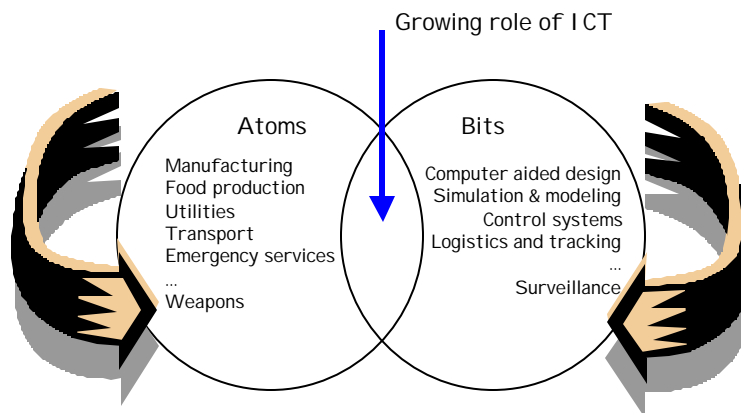 Growing role of ICT
Atoms
Manufacturing
Food production
Utilities
Transport
Emergency services
...
Weapons
Bits
Computer aided design
Simulation & modeling
Control systems
Logistics and tracking
...
Surveillance